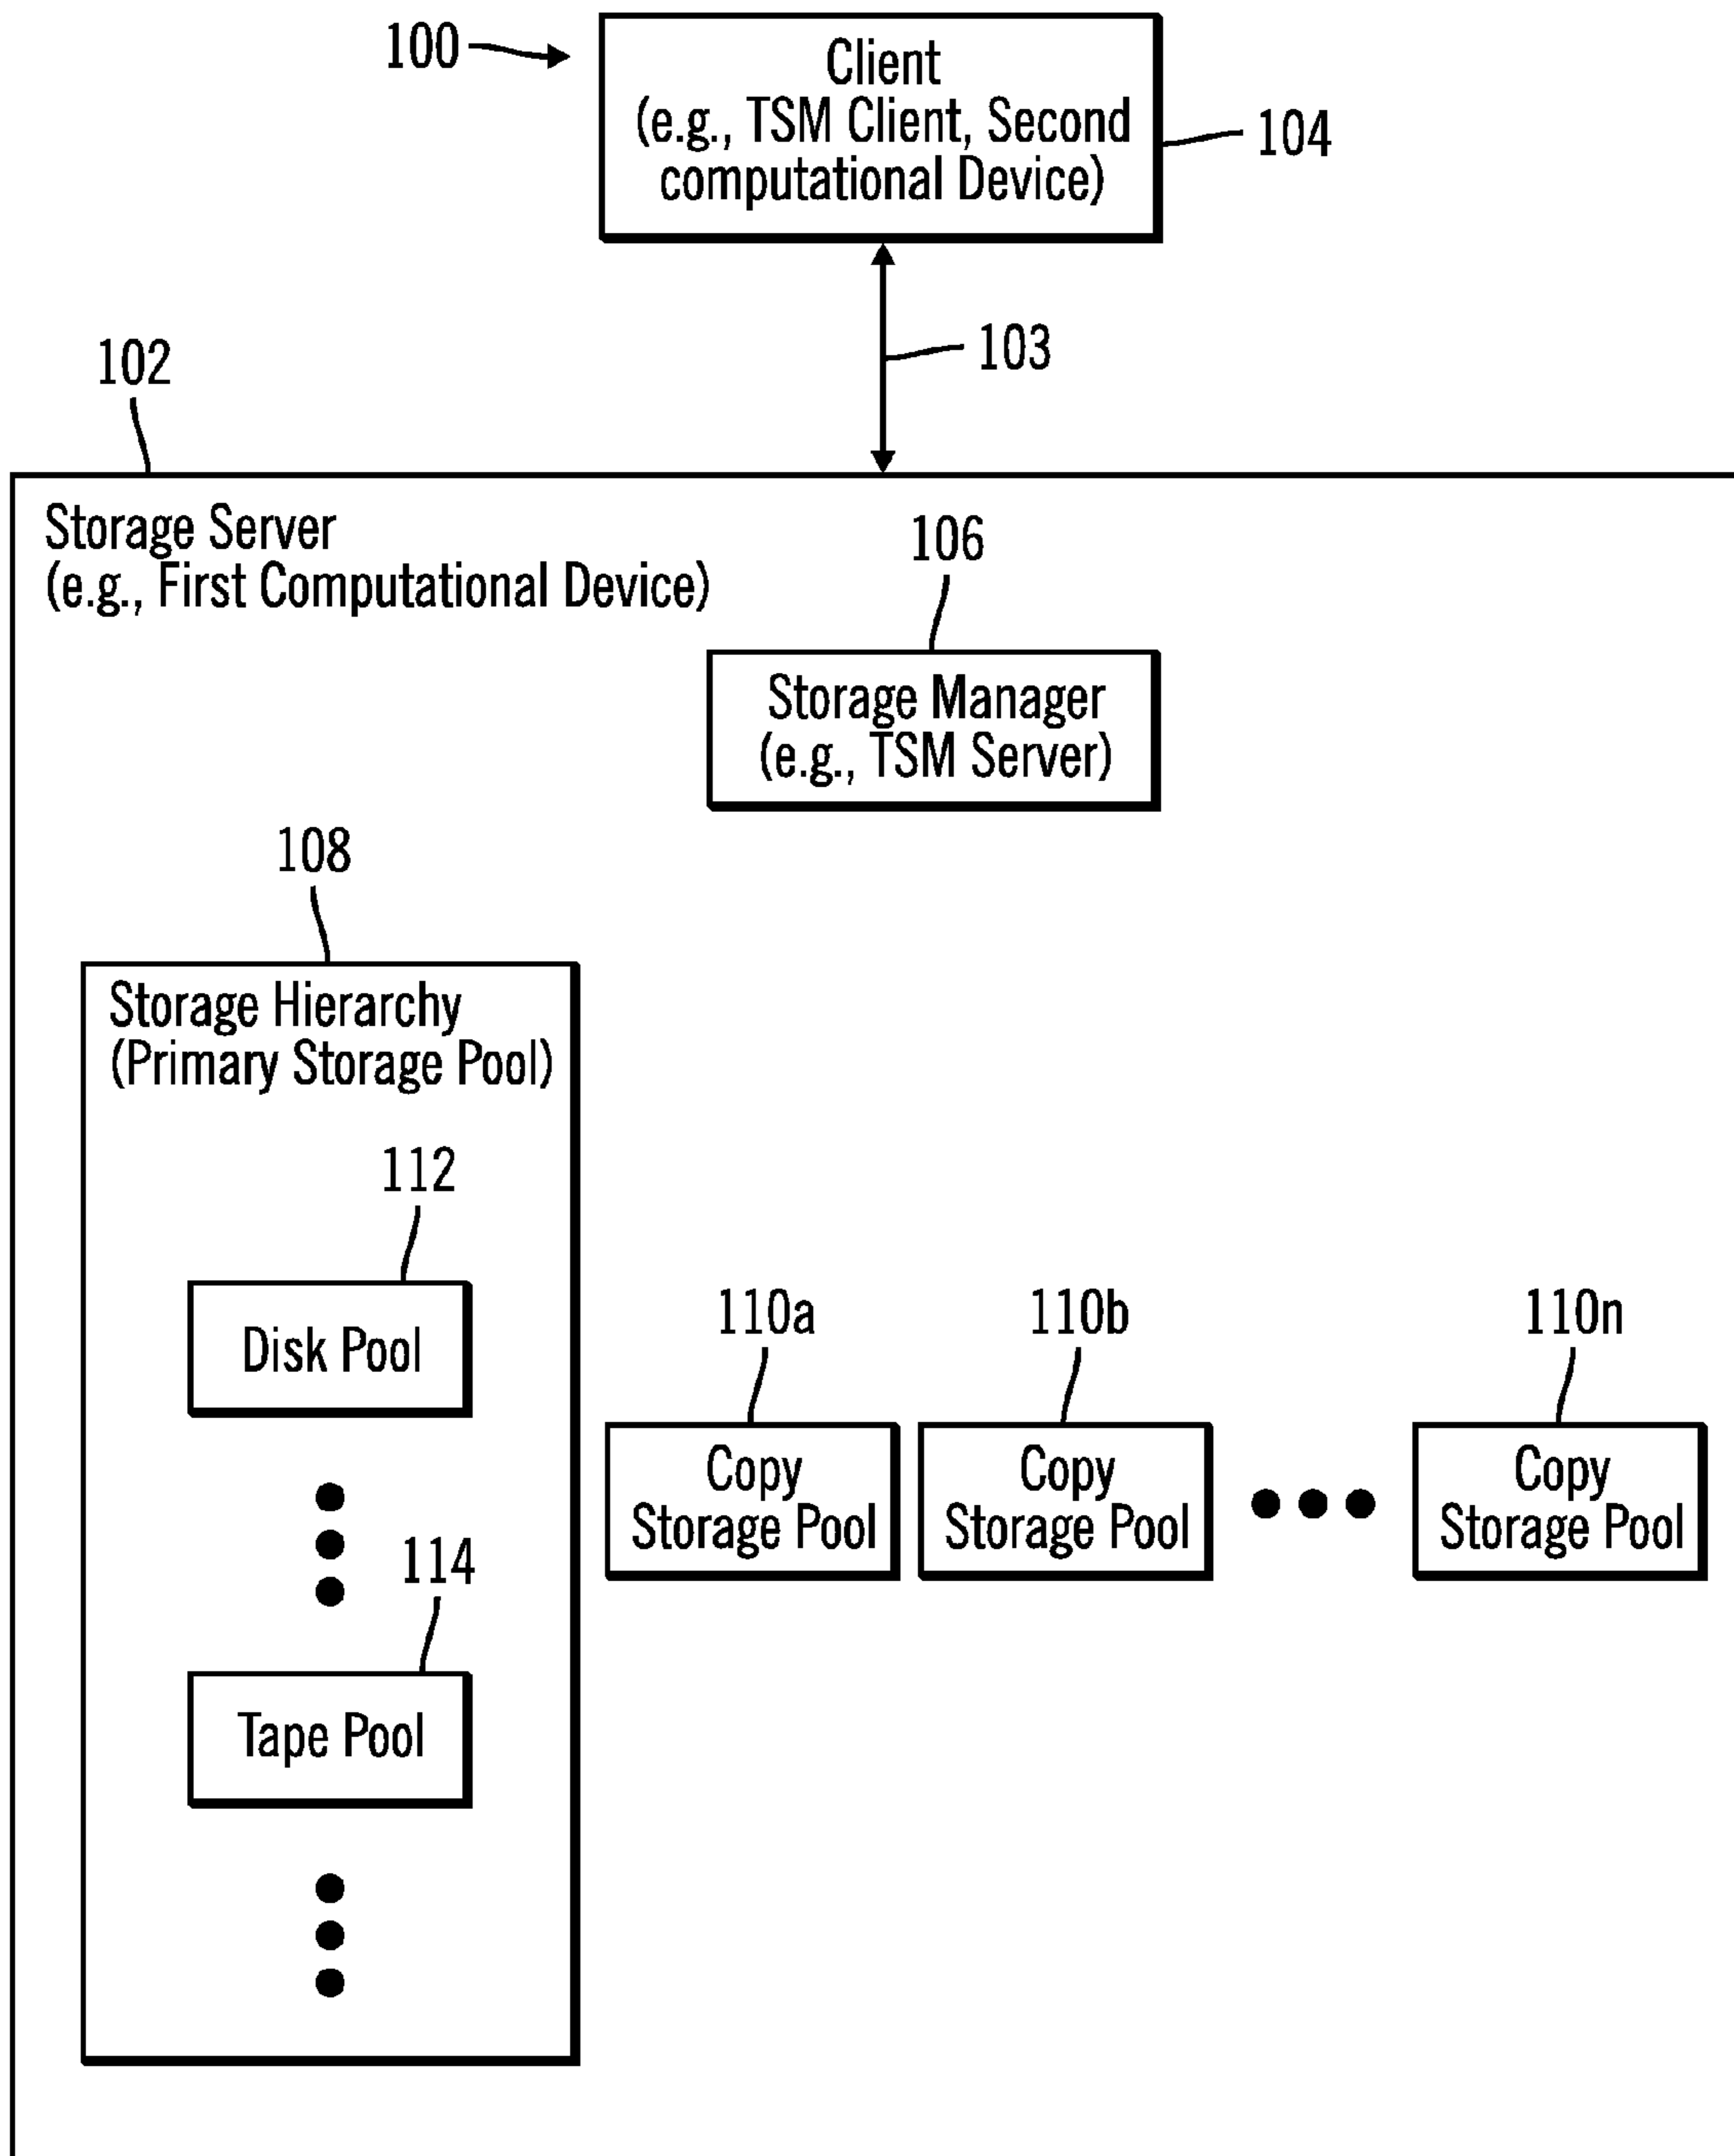 100
Client
(e.g., TSM Client, Second
computational Device)
104
103
102
Storage Server
(e.g., First Computational Device)
106
Storage Manager
(e.g., TSM Server)
108
Storage Hierarchy
(Primary Storage Pool)
112
Disk Pool
110a
110b
110n
Copy
Storage Pool
Copy
Storage Pool
Copy
Storage Pool
114
Tape Pool